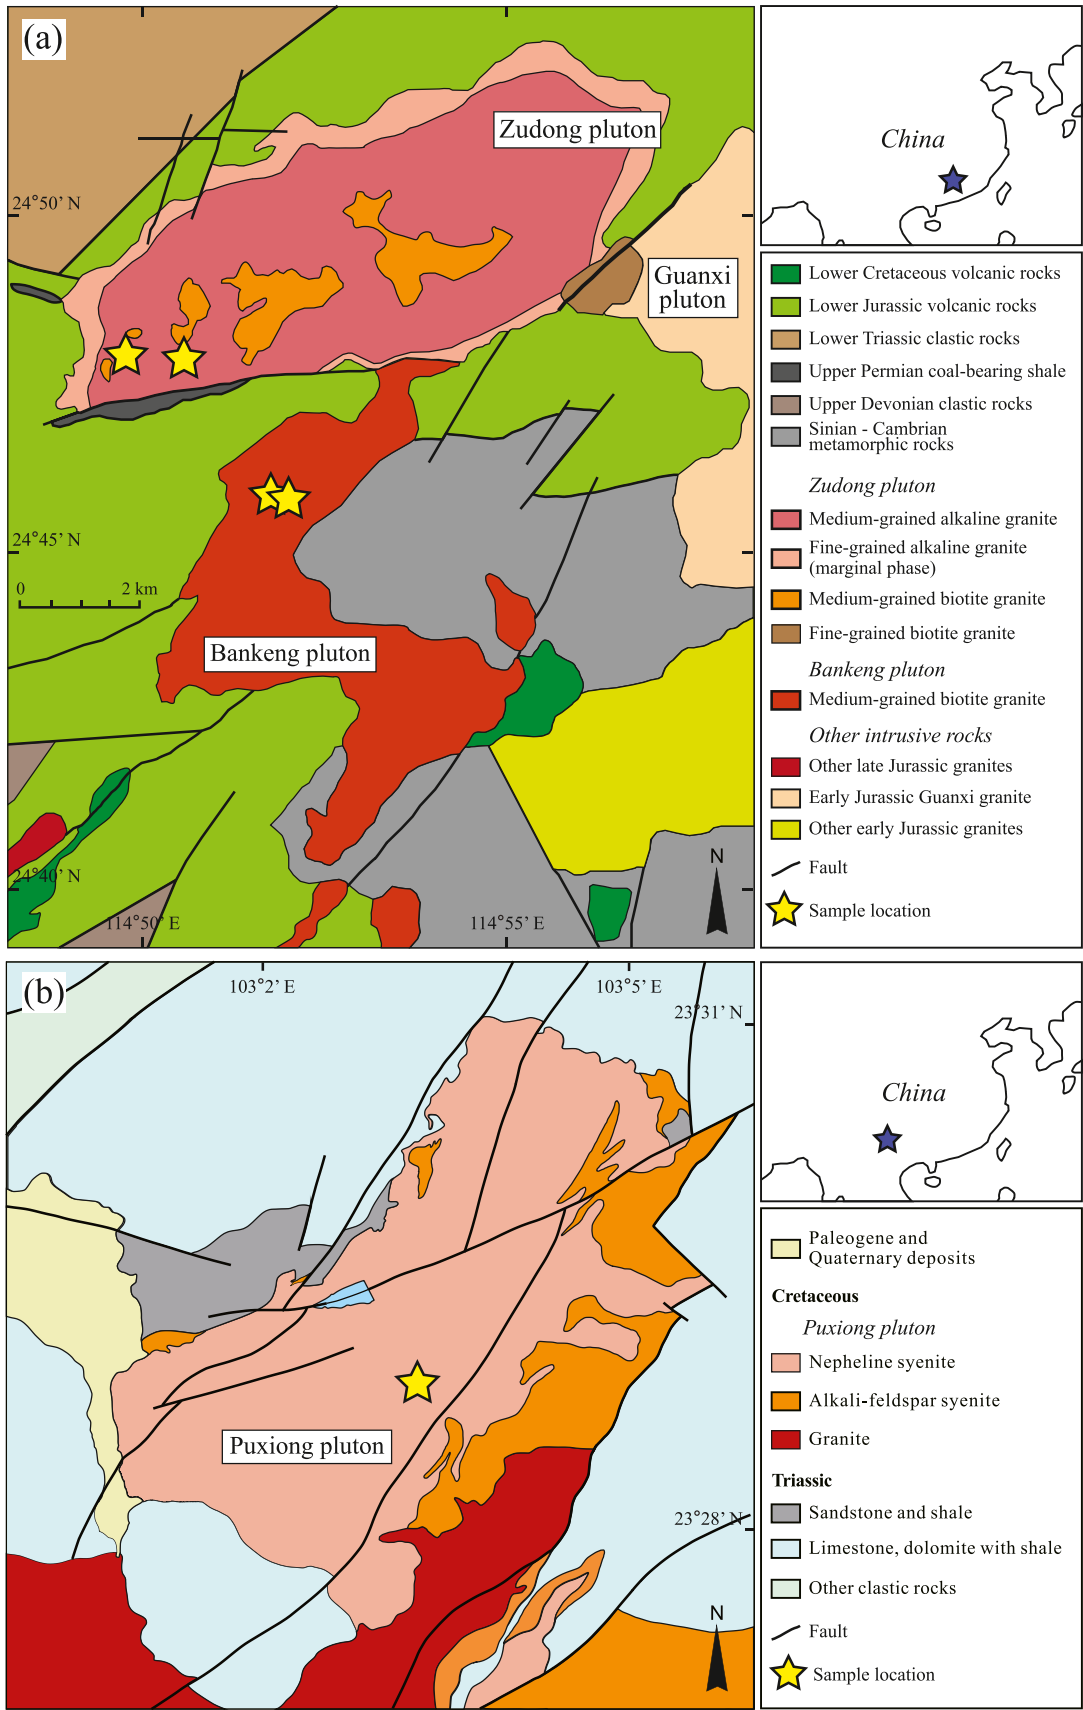 (a)
Zudong pluton
24°50' N
Guanxi
pluton
24°45' N
0 2 km
Bankeng pluton
24°40' N
114°50' E
114°55' E
N
China
Lower Cretaceous volcanic rocks
Lower Jurassic volcanic rocks
Lower Triassic clastic rocks
Upper Permian coal-bearing shale
Upper Devonian clastic rocks
Sinian - Cambrian
metamorphic rocks
Zudong pluton
Medium-grained alkaline granite
Fine-grained alkaline granite
(marginal phase)
Medium-grained biotite granite
Fine-grained biotite granite
Bankeng pluton
Medium-grained biotite granite
Other intrusive rocks
Other late Jurassic granites
Early Jurassic Guanxi granite
Other early Jurassic granites
Fault
Sample location
(b)
103°2' E
103°5' E
23°31' N
Puxiong pluton
23°28' N
N
China
Paleogene and
Quaternary deposits
Cretaceous
Puxiong pluton
Nepheline syenite
Alkali-feldspar syenite
Granite
Triassic
Sandstone and shale
Limestone, dolomite with shale
Other clastic rocks
Fault
Sample location